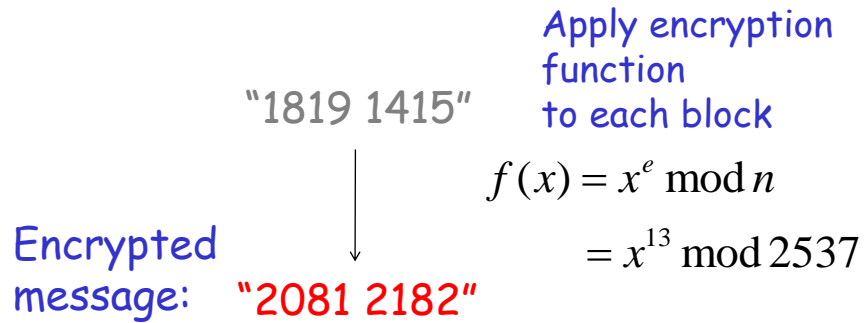 Apply encryption
function
to each block
“1819 1415”
f(x) = x^e mod n
= x^13 mod 2537
Encrypted
message: “2081 2182”